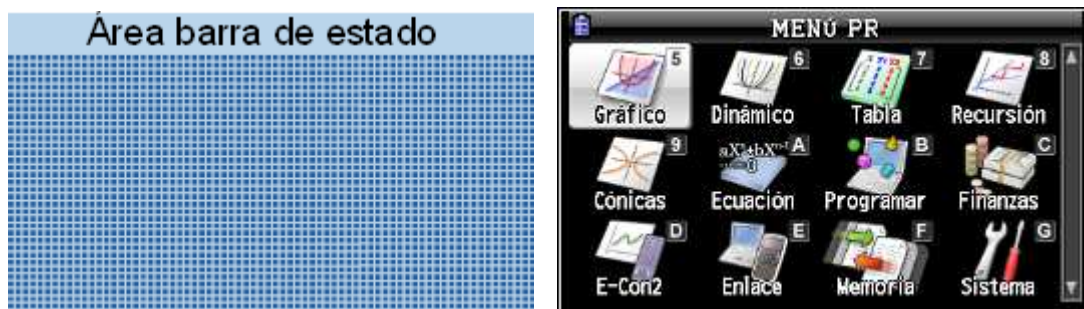 Área barra de estado
MENÚ PR
5 6 7 8
Gráfico Dinámico Tabla Recursión
9 A B C
Cónicas Ecuación Programar Finanzas
D E F G
E-Con2 Enlace Memoria Sistema